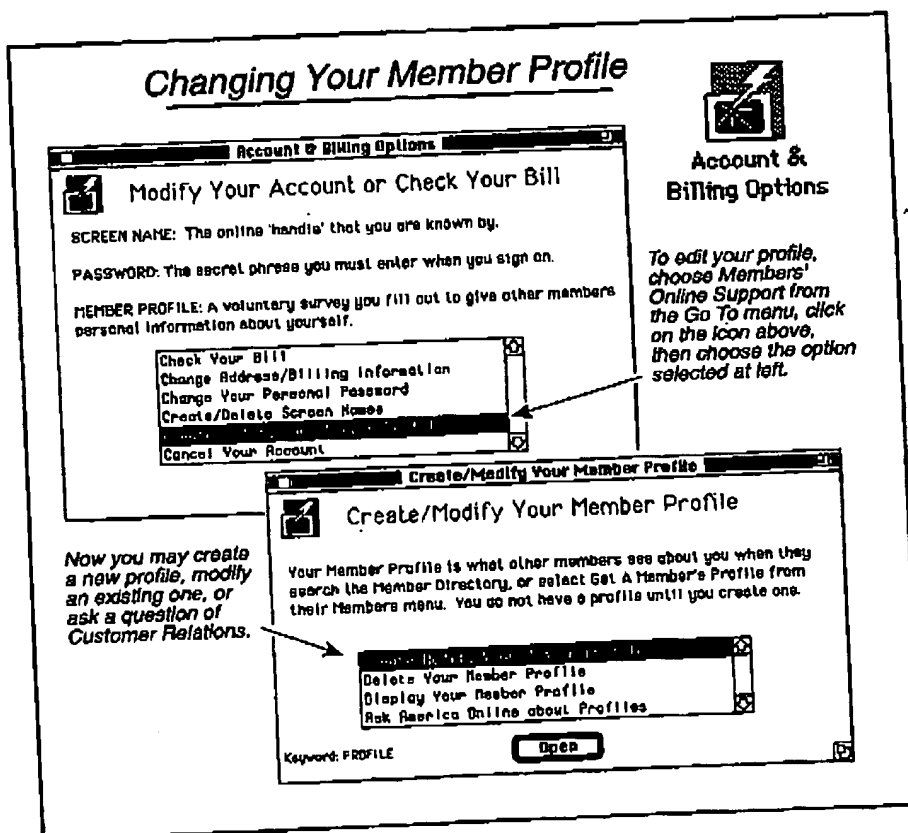 Changing Your Member Profile
Account &
Billing Options
Account & Billing Options
Modify Your Account or Check Your Bill
SCREEN NAME: The online 'handle' that you are known by.
PASSWORD: The secret phrase you must enter when you sign on.
MEMBER PROFILE: A voluntary survey you fill out to give other members
personal information about yourself.
Check Your Bill
Change Address/Billing Information
Change Your Personal Password
Create/Delete Screen Names
Cancel Your Account
To edit your profile,
choose Members'
Online Support from
the Go To menu, click
on the icon above,
then choose the option
selected at left.
Create/Modify Your Member Profile
Create/Modify Your Member Profile
Your Member Profile is what other members see about you when they
search the Member Directory, or select Get A Member's Profile from
their Members menu. You do not have a profile until you create one.
Now you may create
a new profile, modify
an existing one, or
ask a question of
Customer Relations.
Delete Your Member Profile
Display Your Member Profile
Ask America Online about Profiles
Keyword: PROFILE
Open